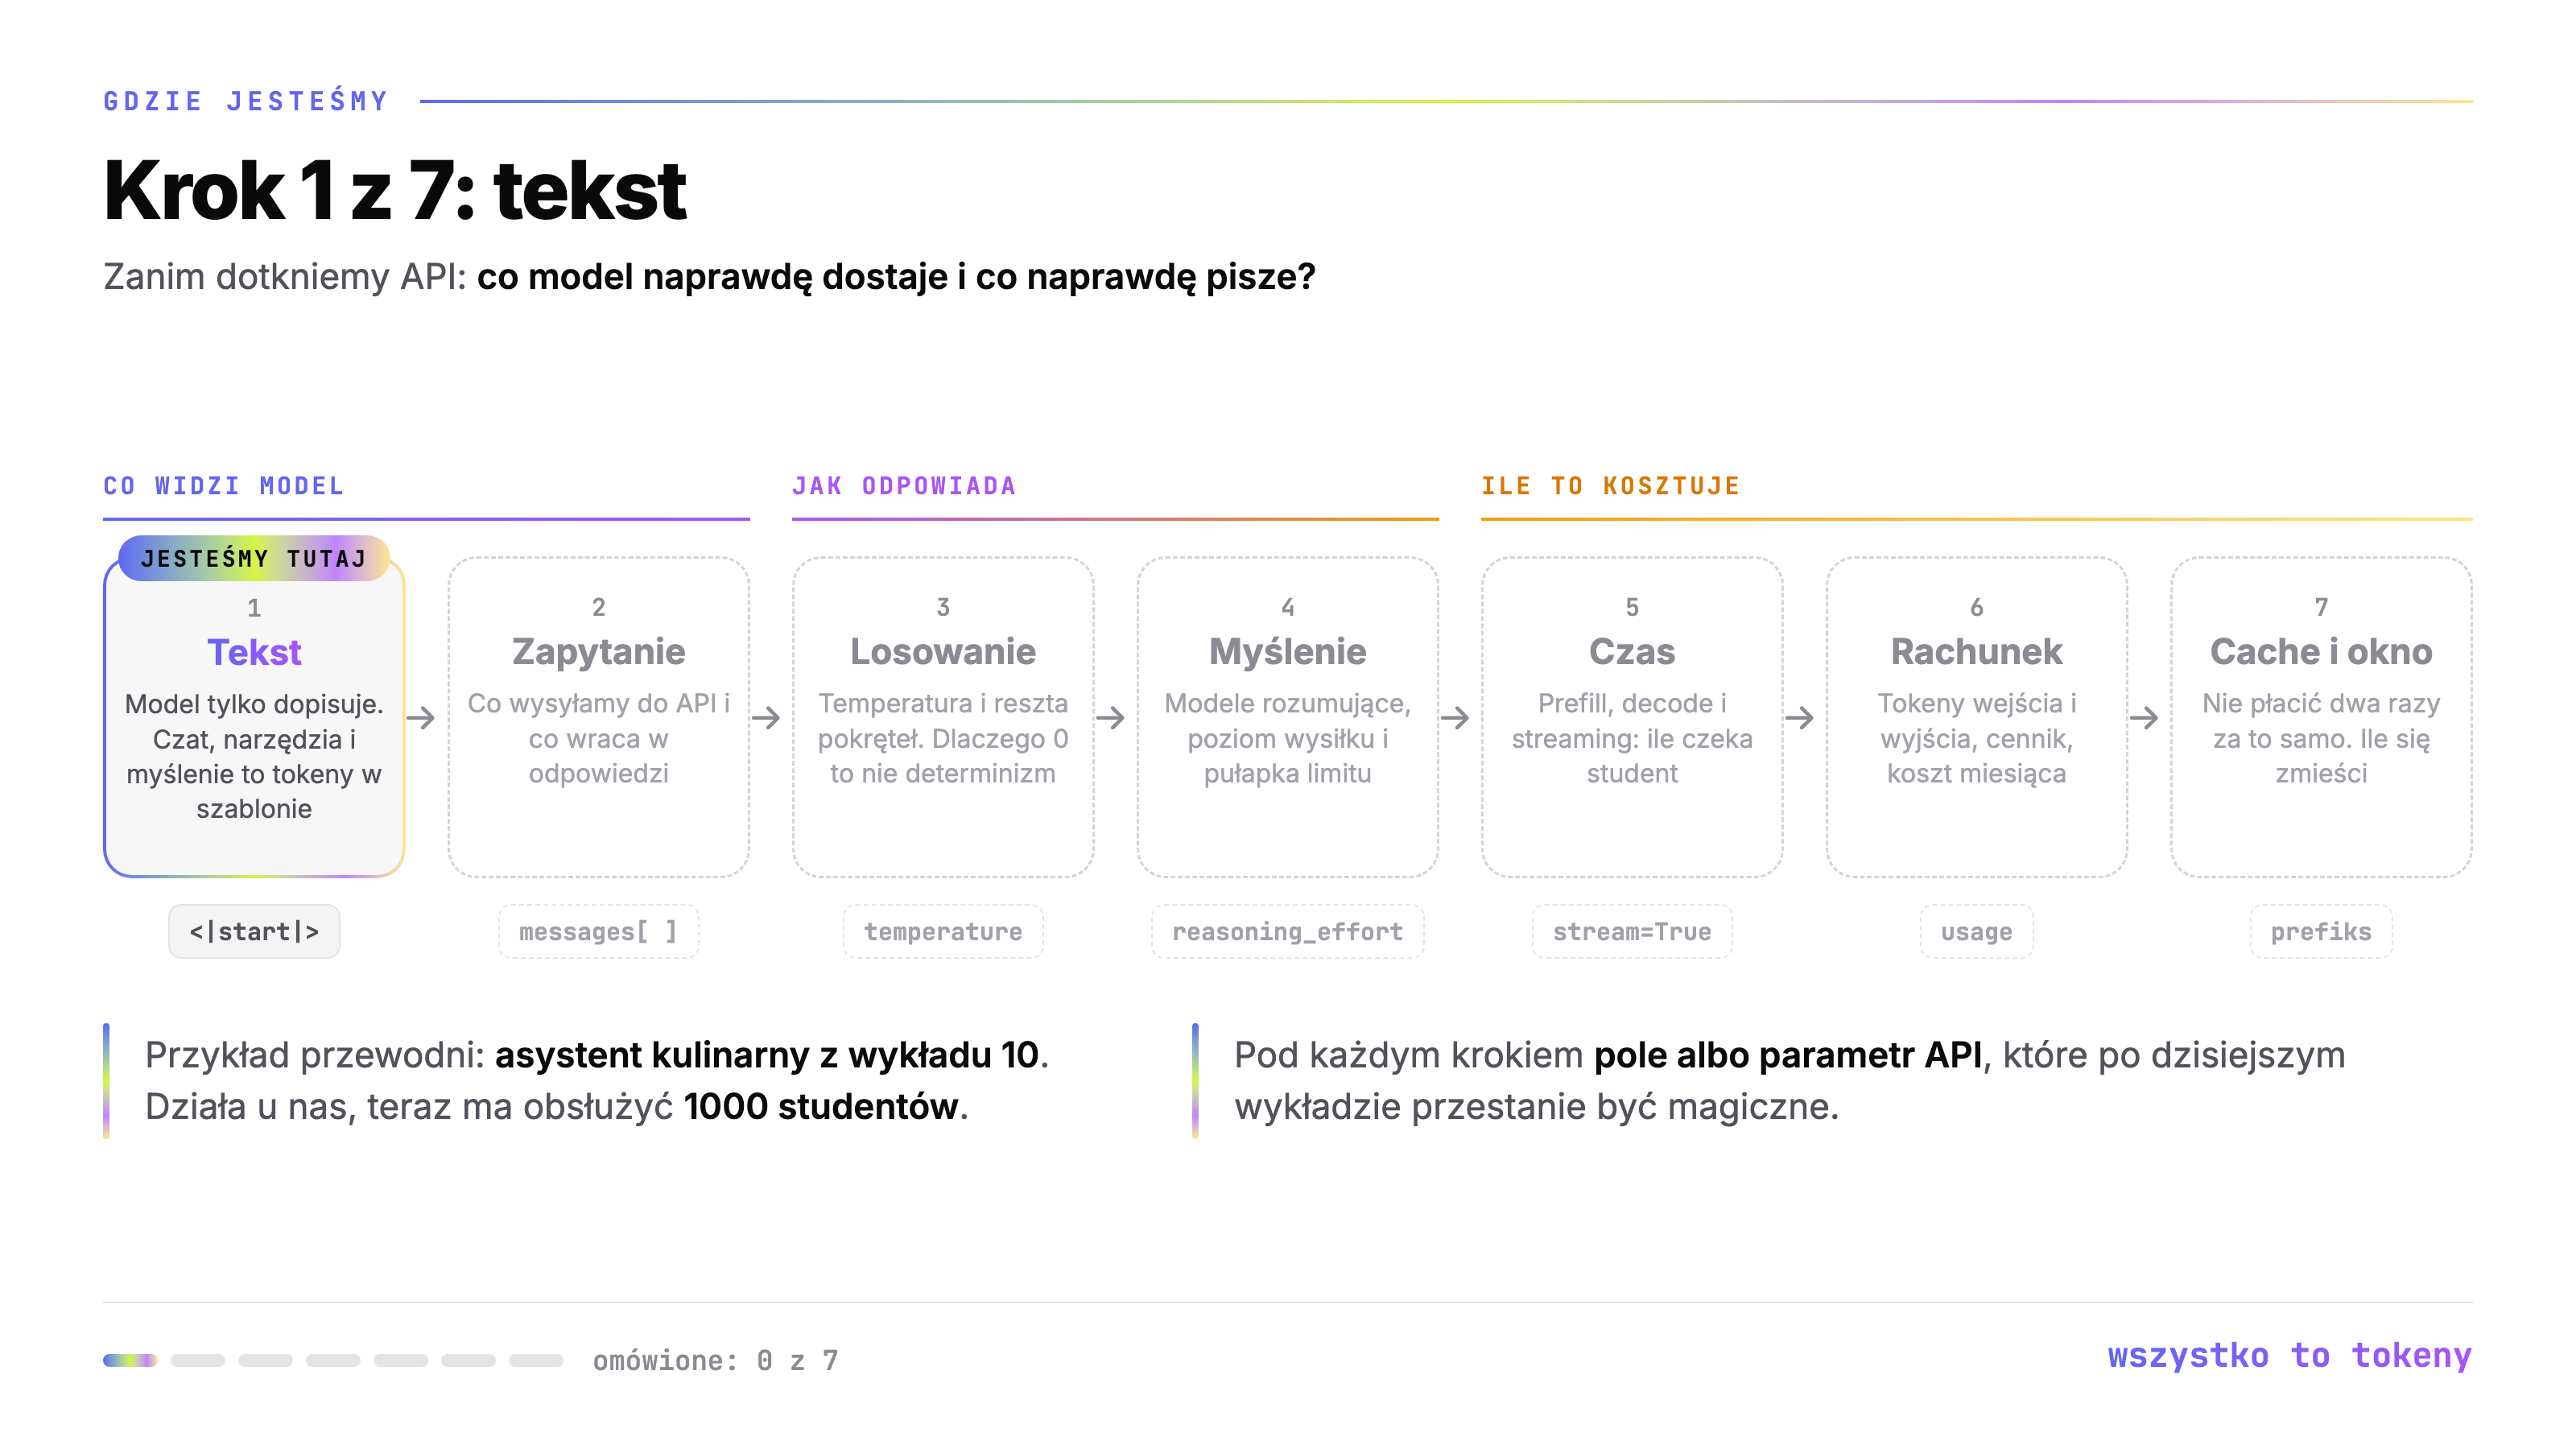 GDZIE JESTEŚMY
Krok 1 z 7: tekst
Zanim dotkniemy API: co model naprawdę dostaje i co naprawdę pisze?
CO WIDZI MODEL
JAK ODPOWIADA
ILE TO KOSZTUJE
JESTEŚMY TUTAJ
1
Tekst
Model tylko dopisuje.
Czat, narzędzia i
myślenie to tokeny w
szablonie
<|start|>
2
Zapytanie
Co wysyłamy do API i
co wraca w
odpowiedzi
messages[ ]
3
Losowanie
Temperatura i reszta
pokręteł. Dlaczego 0
to nie determinizm
temperature
4
Myślenie
Modele rozumujące,
poziom wysiłku i
pułapka limitu
reasoning_effort
5
Czas
Prefill, decode i
streaming: ile czeka
student
stream=True
6
Rachunek
Tokeny wejścia i
wyjścia, cennik,
koszt miesiąca
usage
7
Cache i okno
Nie płacić dwa razy
za to samo. Ile się
zmieści
prefiks
Przykład przewodni: asystent kulinarny z wykładu 10.
Działa u nas, teraz ma obsłużyć 1000 studentów.
Pod każdym krokiem pole albo parametr API, które po dzisiejszym
wykładzie przestanie być magiczne.
omówione: 0 z 7
wszystko to tokeny